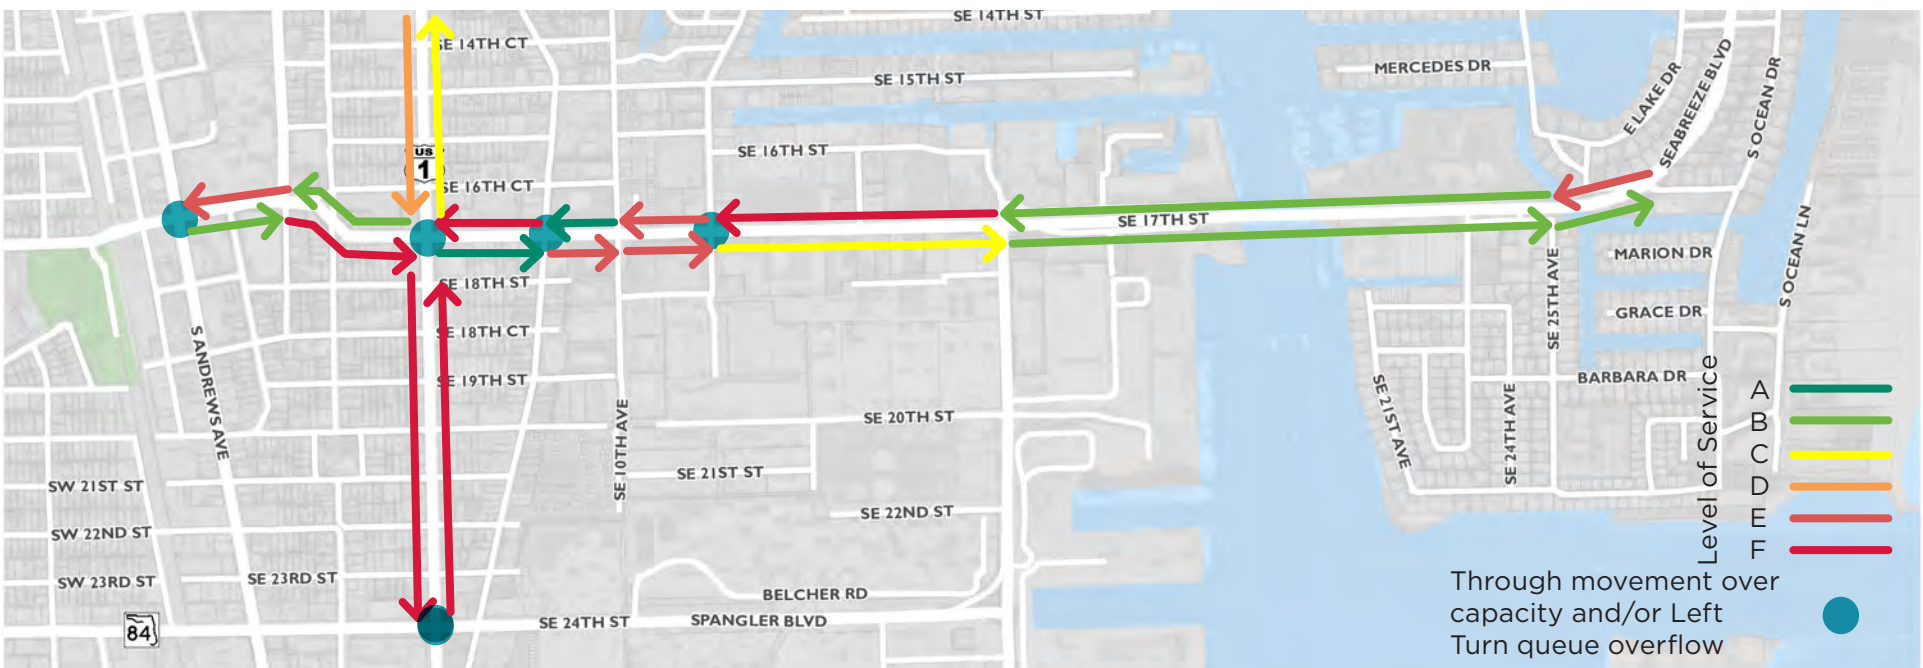 SE 14TH ST
SE 14TH CT
SE 15TH ST
MERCEDES DR
E LAKE DR
SEABREEZE BLVD
S OCEAN DR
US
1
SE 16TH ST
SE 16TH CT
SE 17TH ST
S OCEAN LN
MARION DR
SE 18TH ST
SE 25TH AVE
GRACE DR
SE 18TH CT
S ANDREWS AVE
SE 19TH ST
BARBARA DR
SE 21ST AVE
SE 24TH AVE
SE 10TH AVE
SE 20TH ST
SE 21ST ST
SW 21ST ST
SE 22ND ST
SW 22ND ST
SW 23RD ST
SE 23RD ST
BELCHER RD
SE 24TH ST
SPANGLER BLVD
84
Level of Service
A
B
C
D
E
F
Through movement over
capacity and/or Left
Turn queue overflow